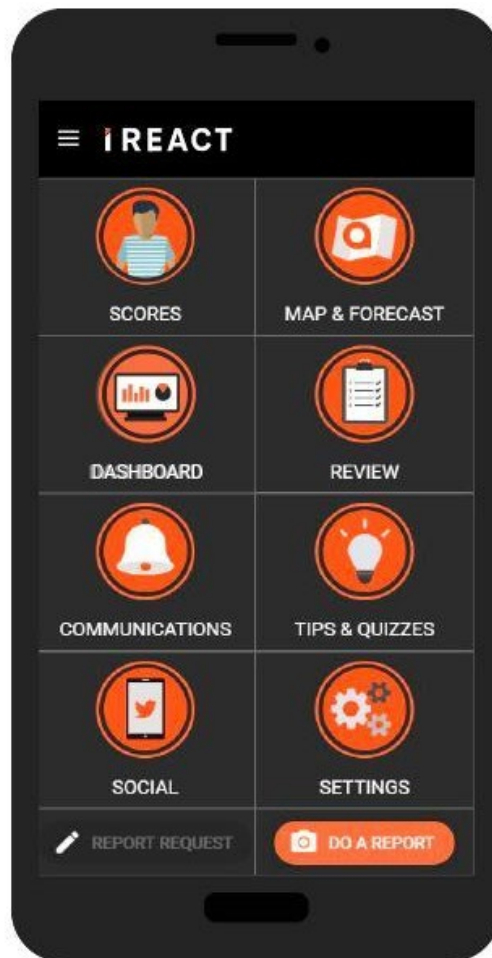 iREACT
SCORES
MAP & FORECAST
DASHBOARD
REVIEW
COMMUNICATIONS
TIPS & QUIZZES
SOCIAL
SETTINGS
REPORT REQUEST
DO A REPORT